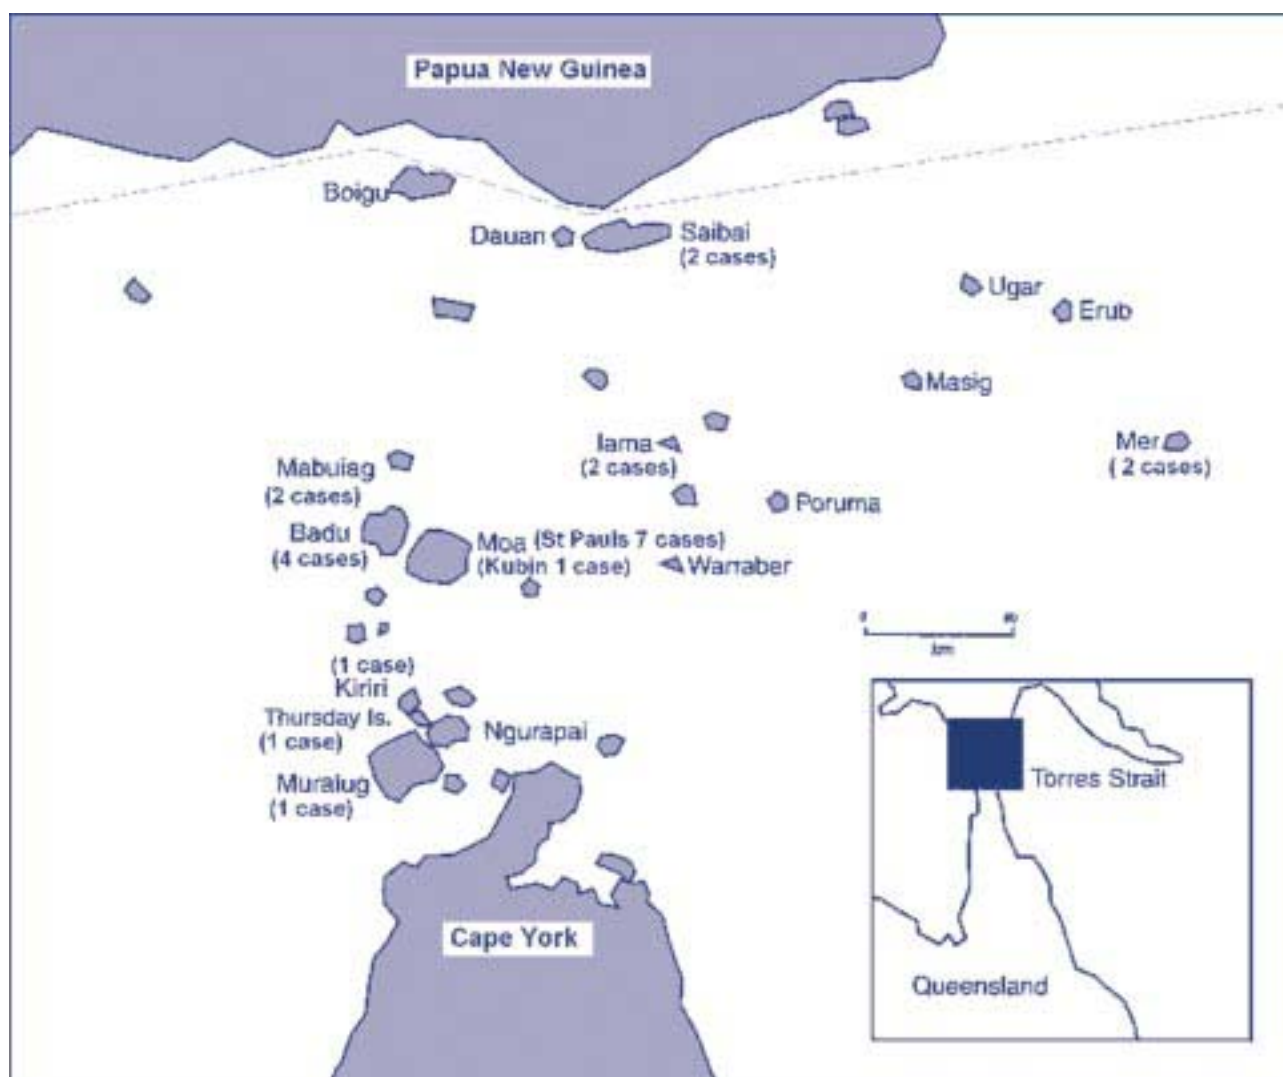 Papua New Guinea
Boigu
Dauan
Saibai
(2 cases)
Ugar
Erub
Masig
Iama
(2 cases)
Mer
( 2 cases)
Mabuiag
(2 cases)
Poruma
Badu
(4 cases)
Moa (St Pauls 7 cases)
(Kubin 1 case)
Warraber
0
km
(1 case)
Kiriri
Thursday Is.
(1 case)
Ngurapai
Muralug
(1 case)
Torres Strait
Cape York
Queensland